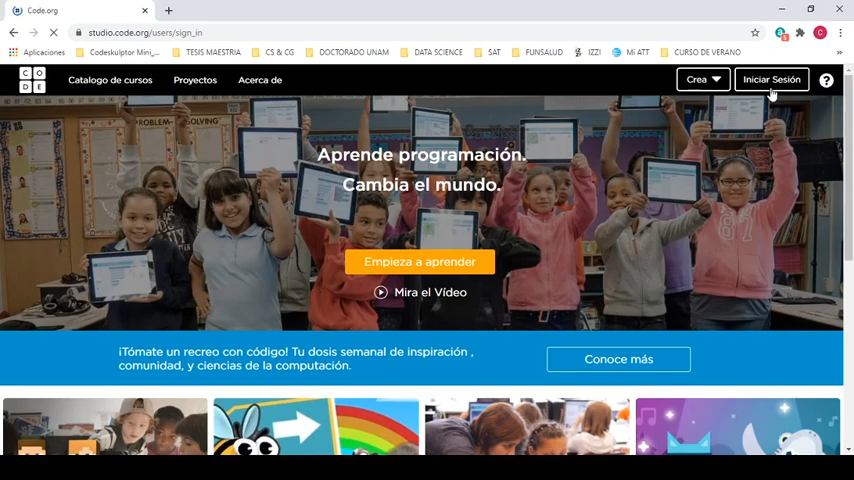 Code.org
studio.code.org/users/sign_in
Aplicaciones
Codeskulptor Mini_...
TESIS MAESTRIA
CS & CG
DOCTORADO UNAM
DATA SCIENCE
SAT
FUNSALUD
IZZI
Mi ATT
CURSO DE VERANO
C O
D E
Catalogo de cursos
Proyectos
Acerca de
Crea
Iniciar Sesión
?
PROBLEM-SOLVING
Aprende programación.
Cambia el mundo.
Empieza a aprender
Mira el Vídeo
¡Tómate un recreo con código! Tu dosis semanal de inspiración ,
comunidad, y ciencias de la computación.
Conoce más